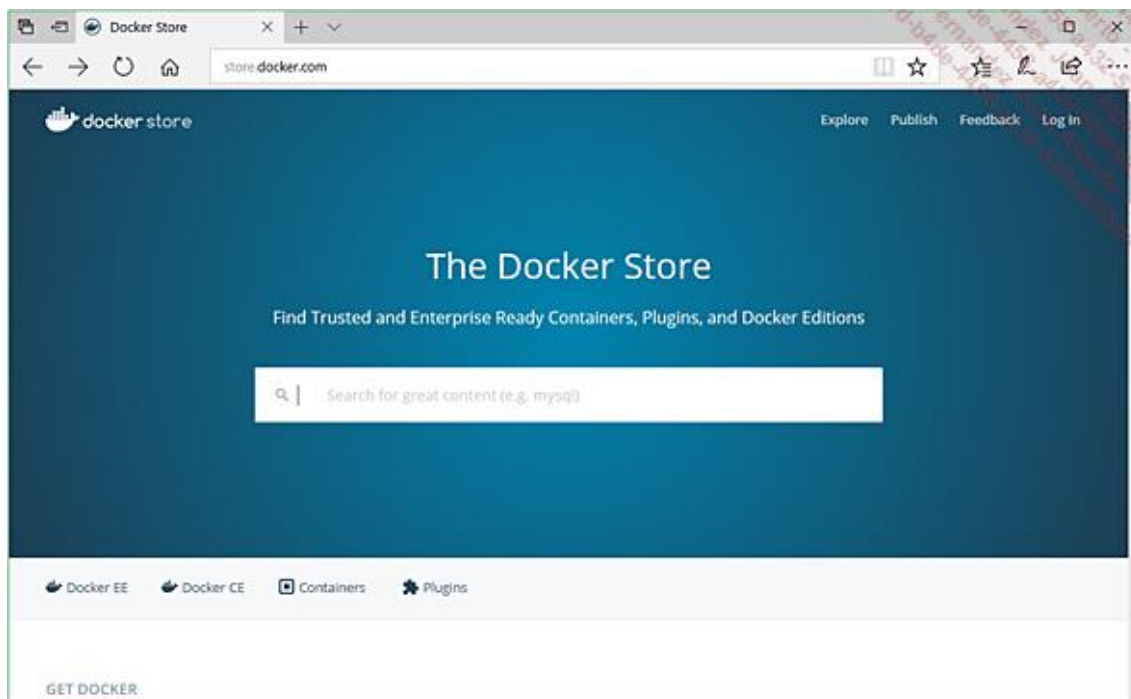 Docker Store
store.docker.com
docker store
Explore Publish Feedback Log In
The Docker Store
Find Trusted and Enterprise Ready Containers, Plugins, and Docker Editions
Search for great content (e.g. mysql)
Docker EE Docker CE Containers Plugins
GET DOCKER